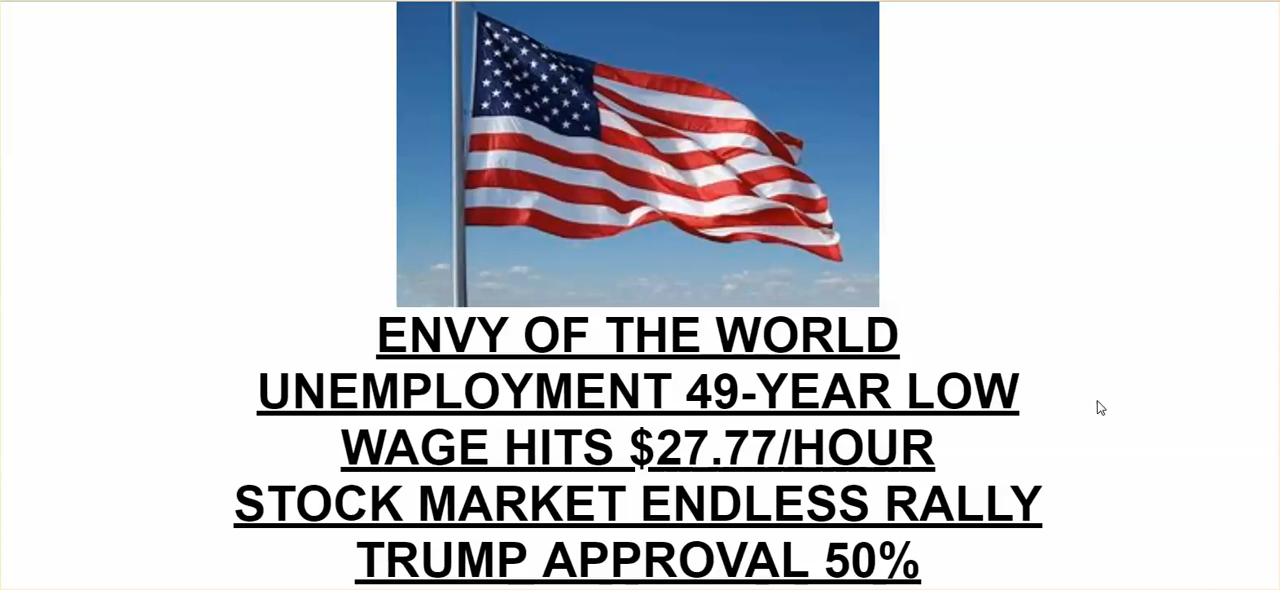 ENVY OF THE WORLD
UNEMPLOYMENT 49-YEAR LOW
WAGE HITS $27.77/HOUR
STOCK MARKET ENDLESS RALLY
TRUMP APPROVAL 50%